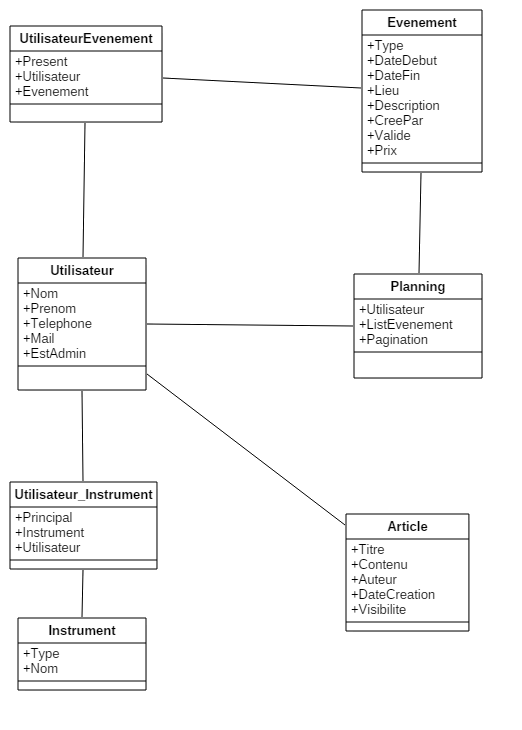 UtilisateurEvenement
+Present
+Utilisateur
+Evenement
Evenement
+Type
+DateDebut
+DateFin
+Lieu
+Description
+CreePar
+Valide
+Prix
Utilisateur
+Nom
+Prenom
+Telephone
+Mail
+EstAdmin
Planning
+Utilisateur
+ListEvenement
+Pagination
Utilisateur_Instrument
+Principal
+Instrument
+Utilisateur
Article
+Titre
+Contenu
+Auteur
+DateCreation
+Visibilite
Instrument
+Type
+Nom